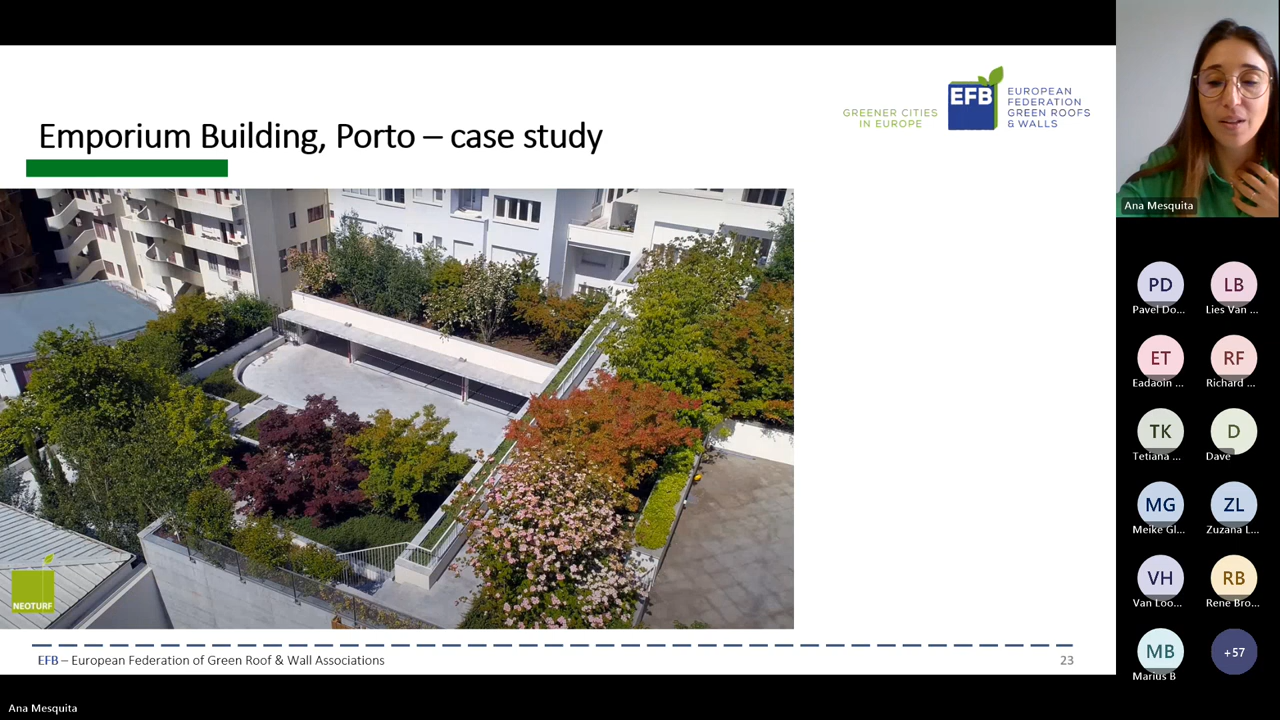 Emporium Building, Porto – case study
GREENER CITIES
IN EUROPE
EFB
EUROPEAN
FEDERATION
GREEN ROOFS
& WALLS
NEOTURF
EFB – European Federation of Green Roof & Wall Associations
23
Ana Mesquita
PD
Pavel Do...
LB
Lies Van ...
ET
Eadaoin ...
RF
Richard ...
TK
Tetiana ...
D
Dave
MG
Meike Gl...
ZL
Zuzana L...
VH
Van Loo...
RB
Rene Bro...
MB
Marius B
+57
Ana Mesquita